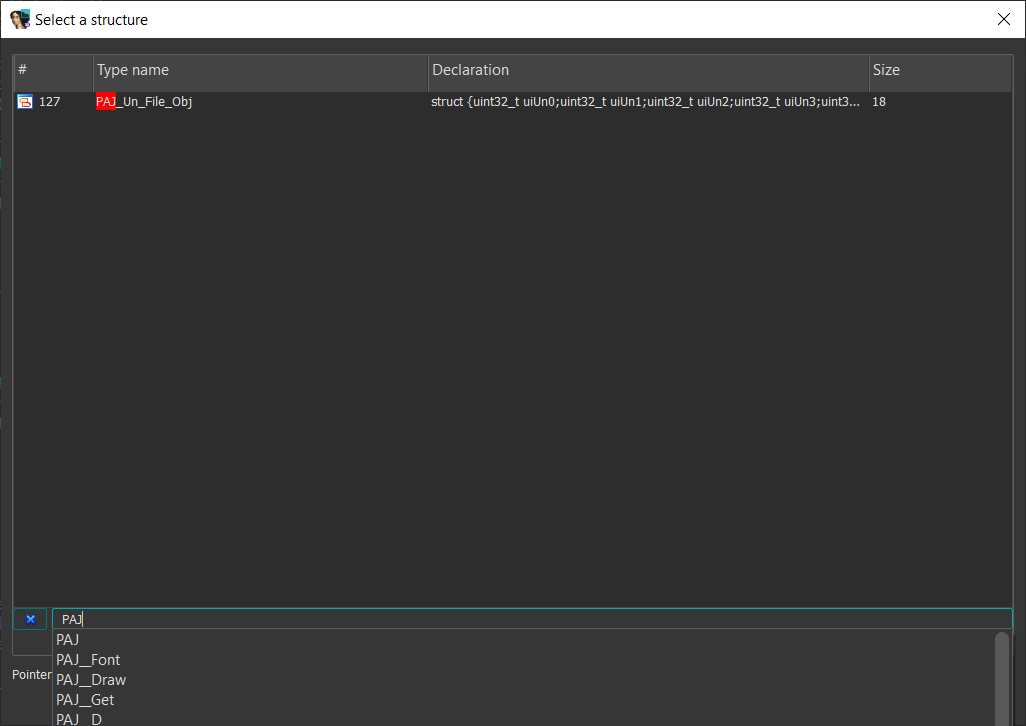 Select a structure
# Type name Declaration Size
127 PAJ_Un_File_Obj struct {uint32_t uiUn0;uint32_t uiUn1;uint32_t uiUn2;uint32_t uiUn3;uint3... 18
PAJ
PAJ
PAJ__Font
PAJ__Draw
Pointer
PAJ__Get
PAJ__D